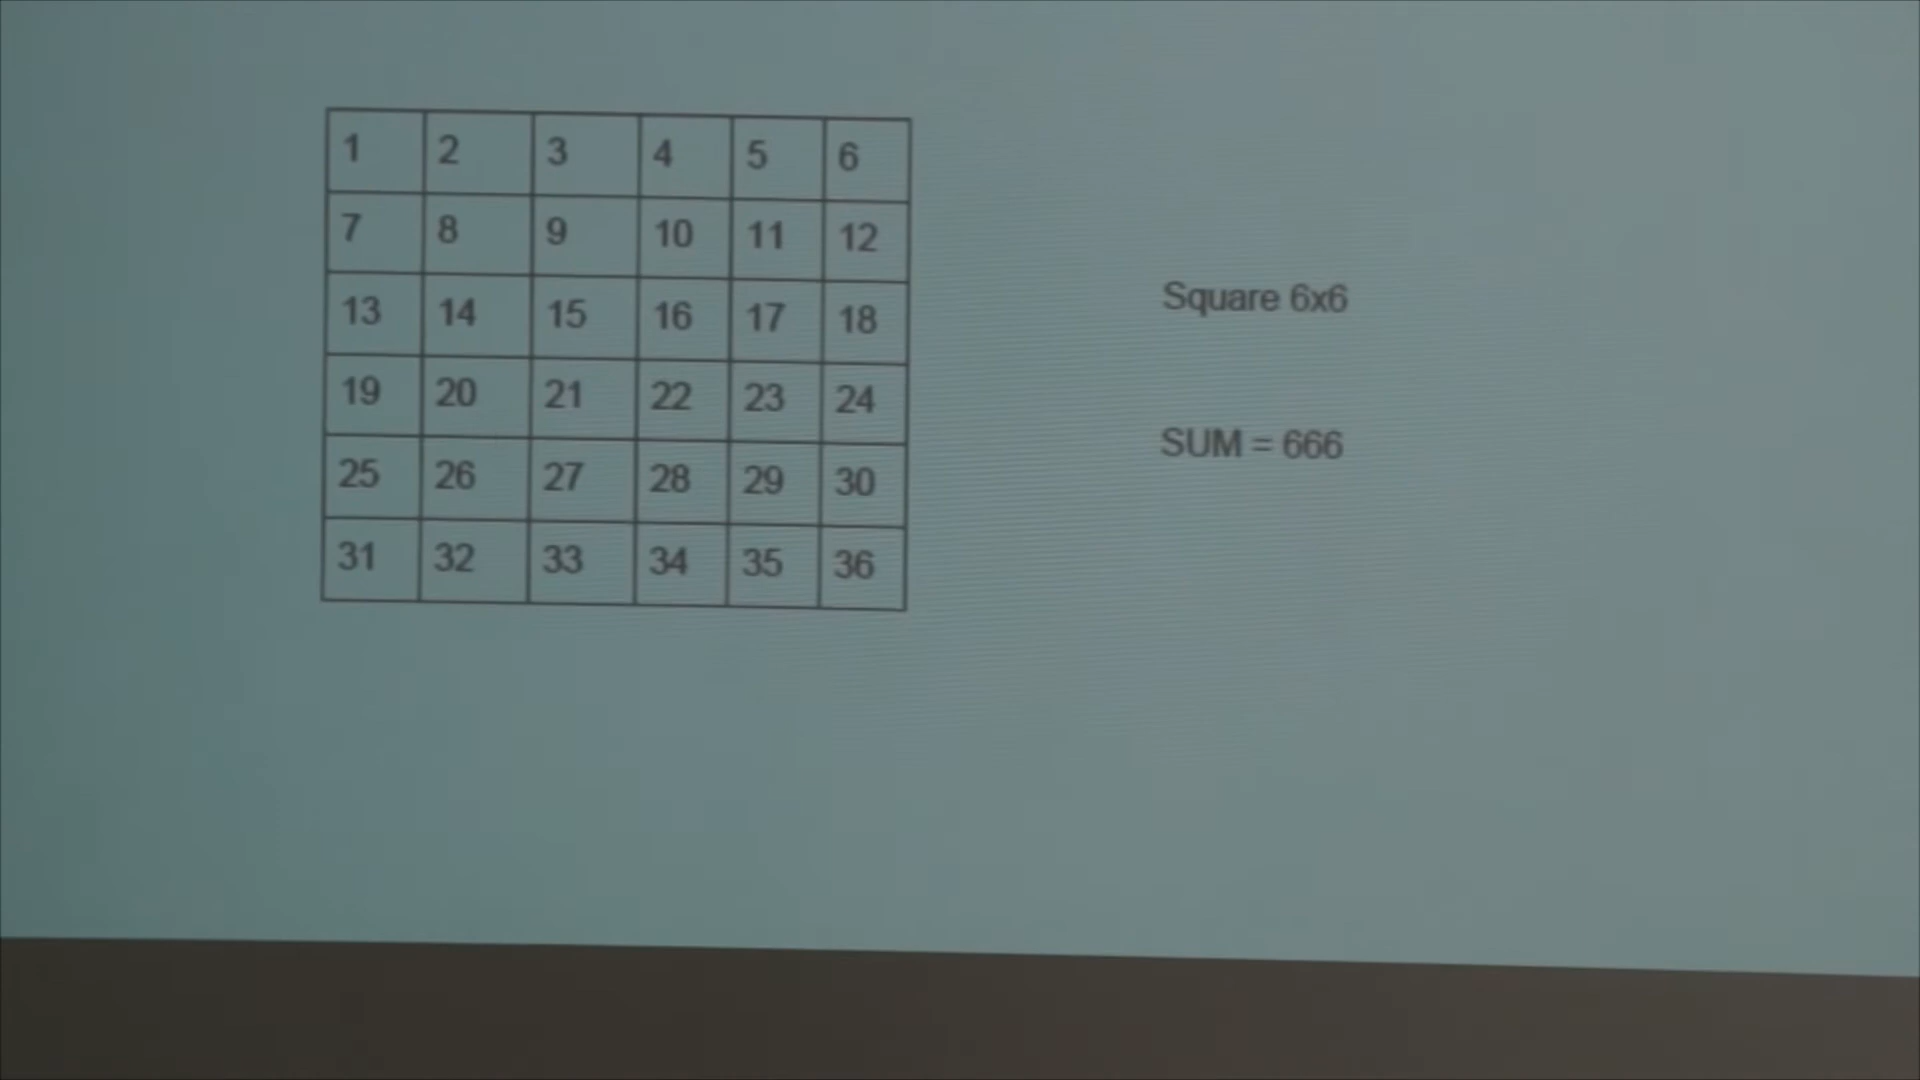 1 2 3 4 5 6
7 8 9 10 11 12
13 14 15 16 17 18
19 20 21 22 23 24
25 26 27 28 29 30
31 32 33 34 35 36
Square 6x6
SUM = 666